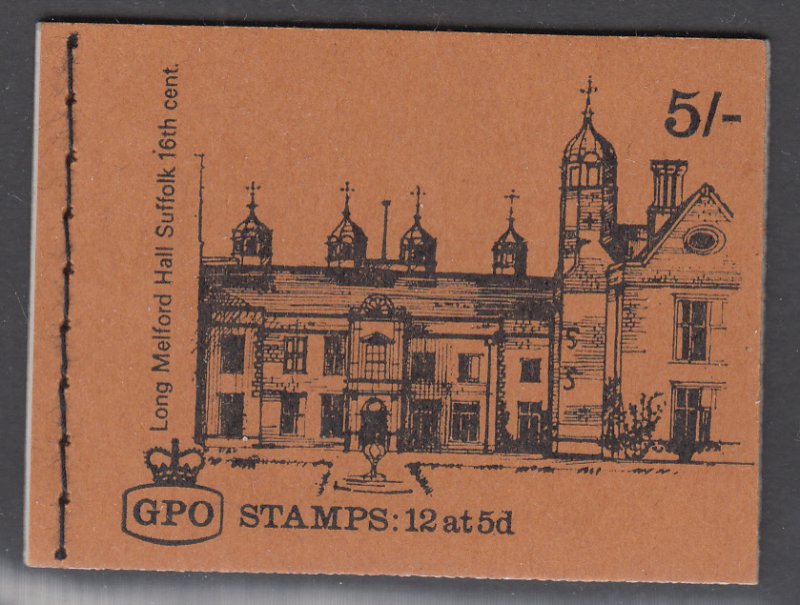 Long Melford Hall Suffolk 16th cent.
5/-
GPO
STAMPS: 12 at 5d